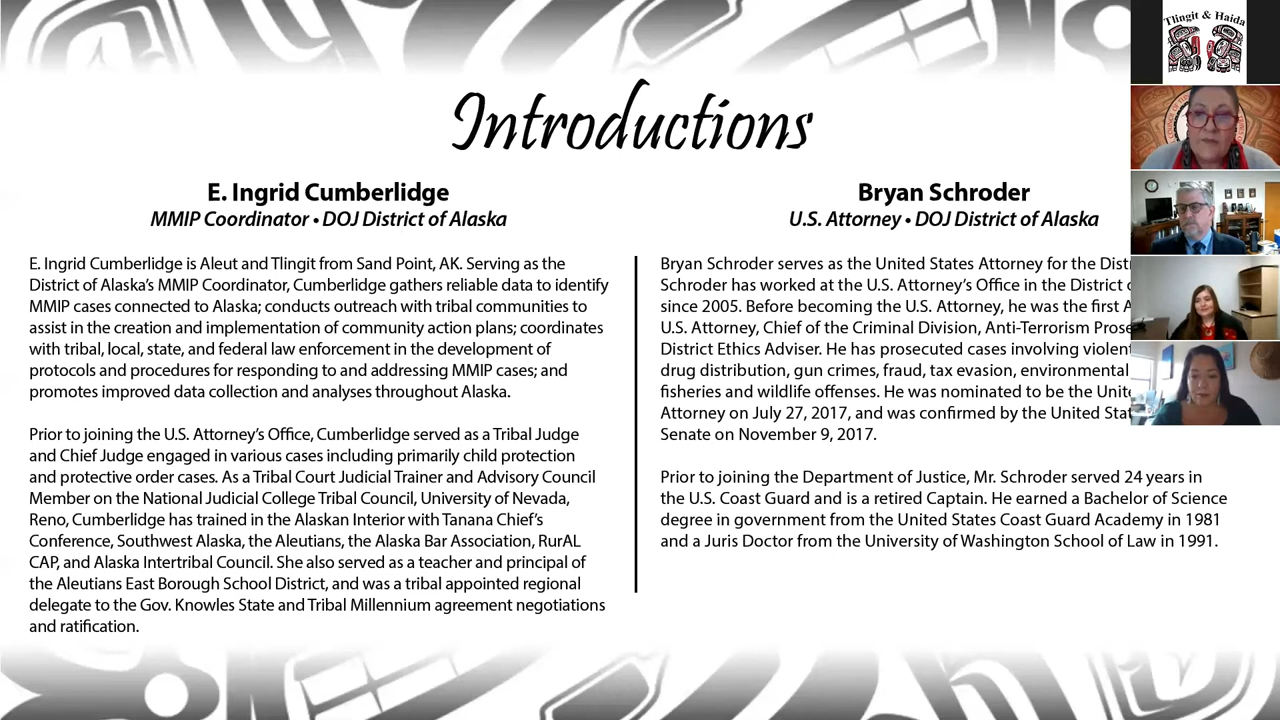 Introductions
E. Ingrid Cumberlidge
MMIP Coordinator • DOJ District of Alaska
E. Ingrid Cumberlidge is Aleut and Tlingit from Sand Point, AK. Serving as the
District of Alaska’s MMIP Coordinator, Cumberlidge gathers reliable data to identify
MMIP cases connected to Alaska; conducts outreach with tribal communities to
assist in the creation and implementation of community action plans; coordinates
with tribal, local, state, and federal law enforcement in the development of
protocols and procedures for responding to and addressing MMIP cases; and
promotes improved data collection and analyses throughout Alaska.
Prior to joining the U.S. Attorney’s Office, Cumberlidge served as a Tribal Judge
and Chief Judge engaged in various cases including primarily child protection
and protective order cases. As a Tribal Court Judicial Trainer and Advisory Council
Member on the National Judicial College Tribal Council, University of Nevada,
Reno, Cumberlidge has trained in the Alaskan Interior with Tanana Chief’s
Conference, Southwest Alaska, the Aleutians, the Alaska Bar Association, RurAL
CAP, and Alaska Intertribal Council. She also served as a teacher and principal of
the Aleutians East Borough School District, and was a tribal appointed regional
delegate to the Gov. Knowles State and Tribal Millennium agreement negotiations
and ratification.
Bryan Schroder
U.S. Attorney • DOJ District of Alaska
Bryan Schroder serves as the United States Attorney for the
Schroder has worked at the U.S. Attorney’s Office in the District
since 2005. Before becoming the U.S. Attorney, he was the first
U.S. Attorney, Chief of the Criminal Division, Anti-Terrorism
District Ethics Adviser. He has prosecuted cases involving violent
drug distribution, gun crimes, fraud, tax evasion, environmental
fisheries and wildlife offenses. He was nominated to be the
Attorney on July 27, 2017, and was confirmed by the United
Senate on November 9, 2017.
Prior to joining the Department of Justice, Mr. Schroder served 24 years in
the U.S. Coast Guard and is a retired Captain. He earned a Bachelor of Science
degree in government from the United States Coast Guard Academy in 1981
and a Juris Doctor from the University of Washington School of Law in 1991.
Tlingit & Haida